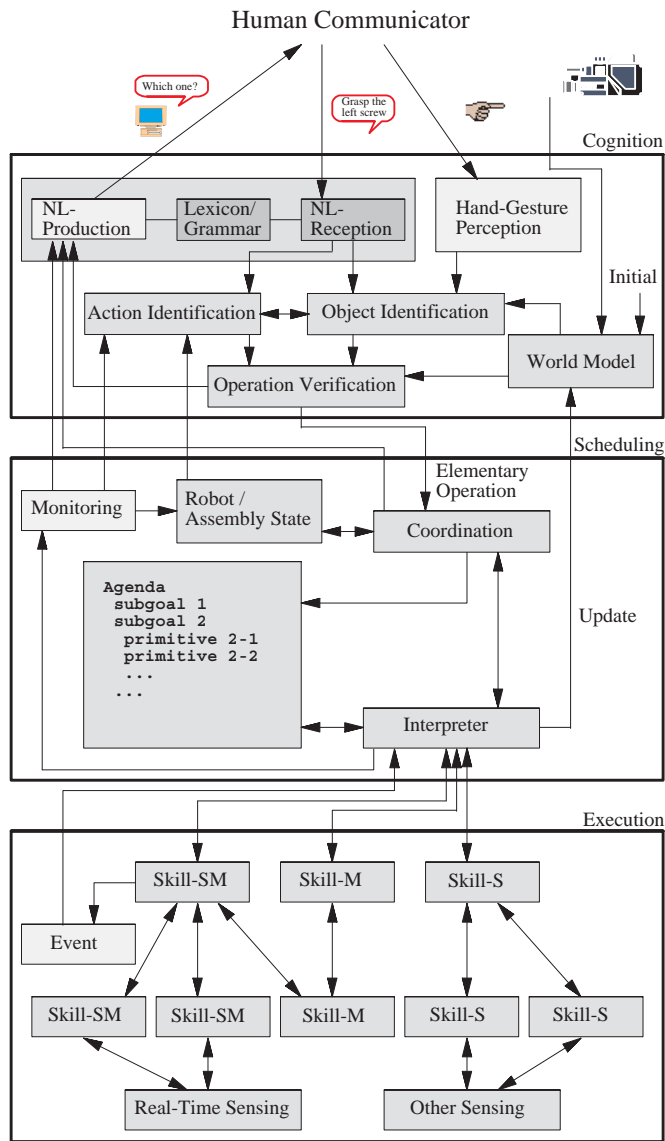 Human Communicator
Which one?
Grasp the
left screw
Cognition
NL-
Production
Lexicon/
Grammar
NL-
Reception
Hand-Gesture
Perception
Initial
Action Identification
Object Identification
World Model
Operation Verification
Scheduling
Elementary
Operation
Monitoring
Robot /
Assembly State
Coordination
Agenda
subgoal 1
subgoal 2
primitive 2-1
primitive 2-2
...
...
Update
Interpreter
Execution
Skill-SM
Skill-M
Skill-S
Event
Skill-SM
Skill-SM
Skill-M
Skill-S
Skill-S
Real-Time Sensing
Other Sensing